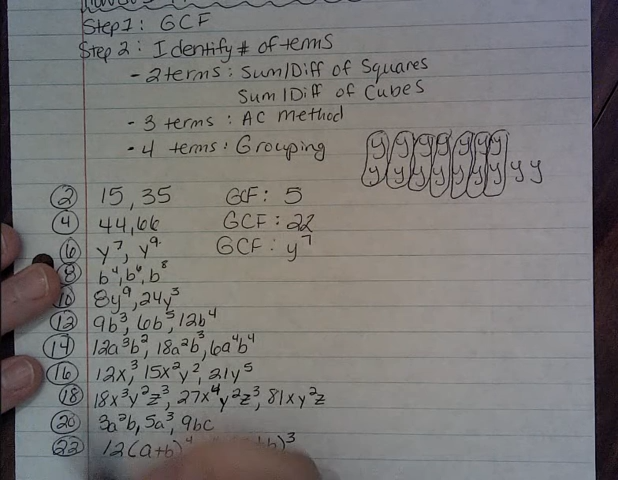 Step 1: GCF
Step 2: Identify # of terms
- 2 terms: Sum/Diff of Squares
Sum/Diff of Cubes
- 3 terms: AC method
- 4 terms: Grouping
y y y y y y y
y y y y y y y y y
2 15, 35 GCF: 5
4 44, 66 GCF: 22
6 y⁷, y⁹ GCF: y⁷
8 b⁴, b⁶, b⁸
10 8y⁹, 24y³
12 9b³, 6b⁵, 12b⁴
14 12a³b², 18a²b³, 6a⁴b⁴
16 12x³, 15x²y², 21y⁵
18 18x³y²z³, 27x⁴y²z³, 81xy²z
20 3a²b, 5a³, 9bc
22 12(a+b)⁴ b)³